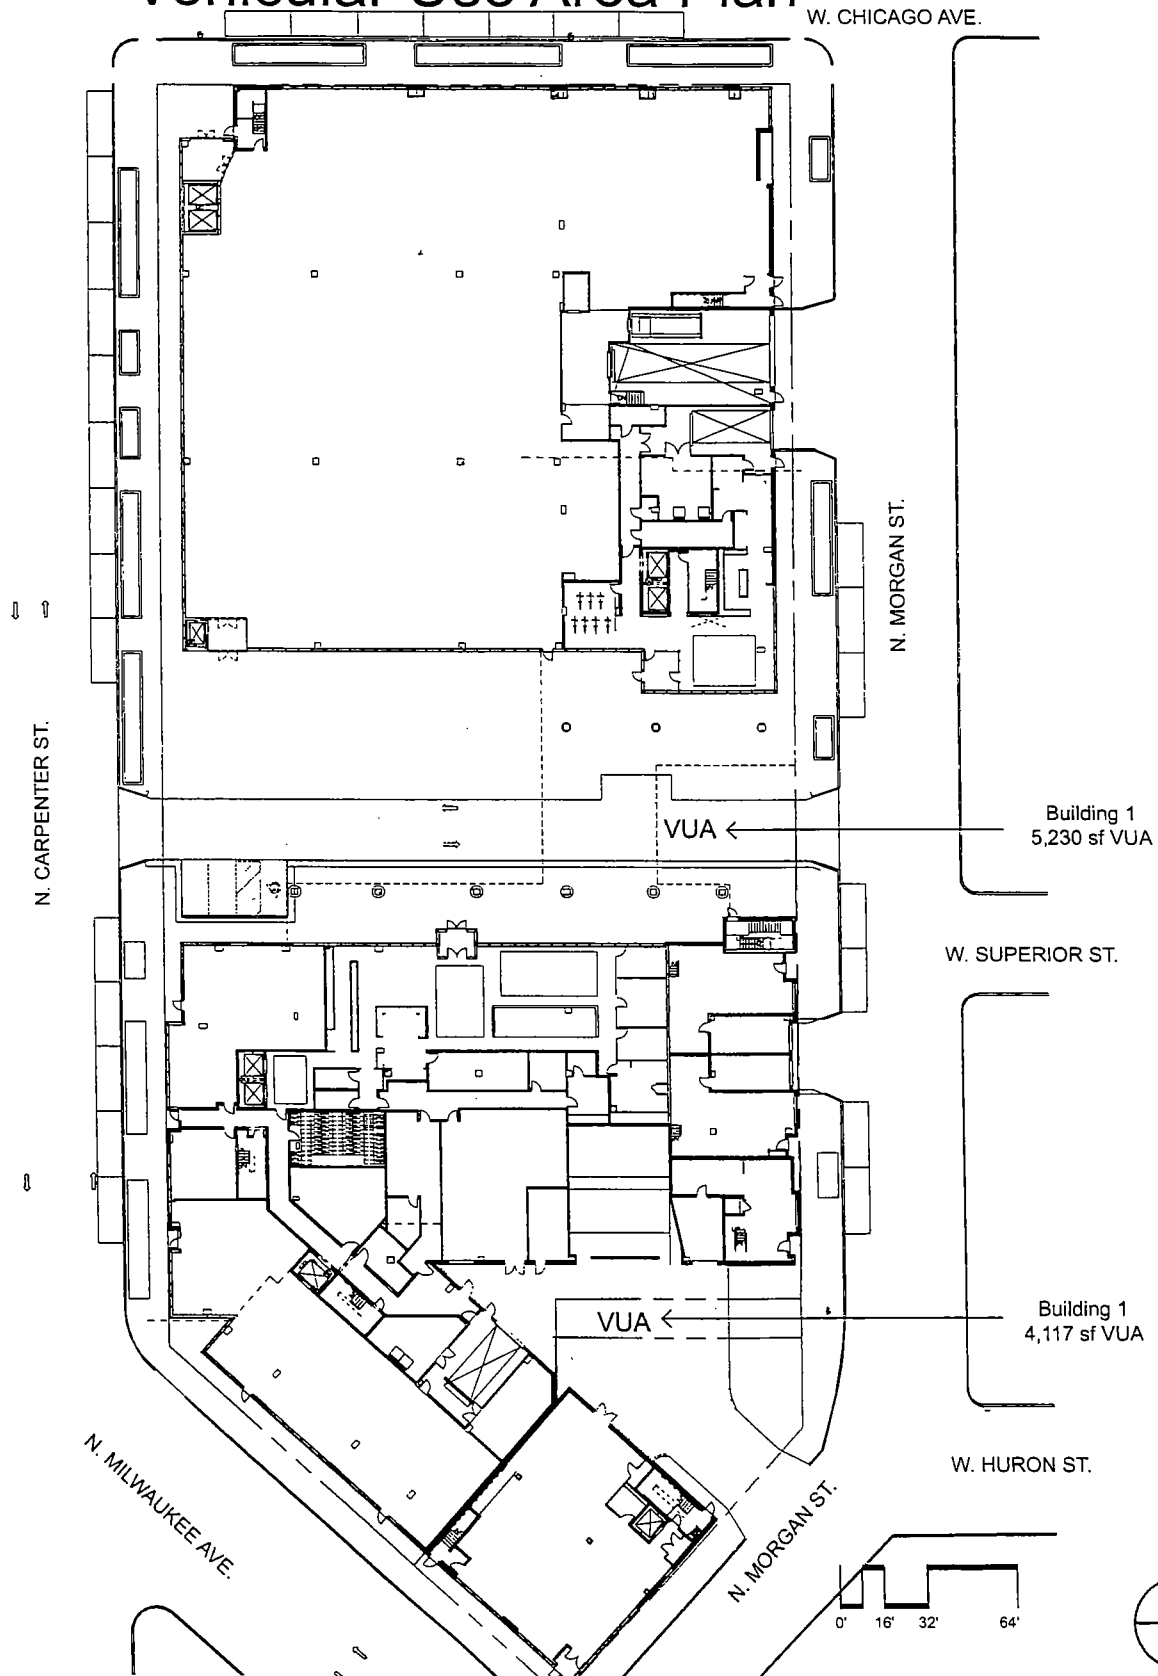 Vehicular Use Area Plan
W. CHICAGO AVE.
N. MORGAN ST.
N. CARPENTER ST.
VUA
Building 1
5,230 sf VUA
W. SUPERIOR ST.
VUA
Building 1
4,117 sf VUA
N. MILWAUKEE AVE.
W. HURON ST.
N. MORGAN ST.
0' 16' 32' 64'